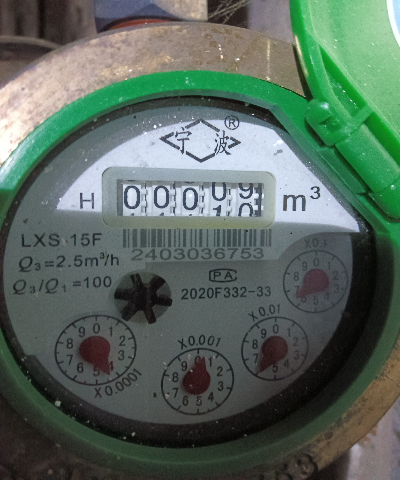 宁波®
H 00009 m³
LXS 15F
2403036753
Q₃=2.5m³/h
Q₃/Q₁=100
PA
2020F332-33
X0.1
X0.01
X0.001
X0.0001